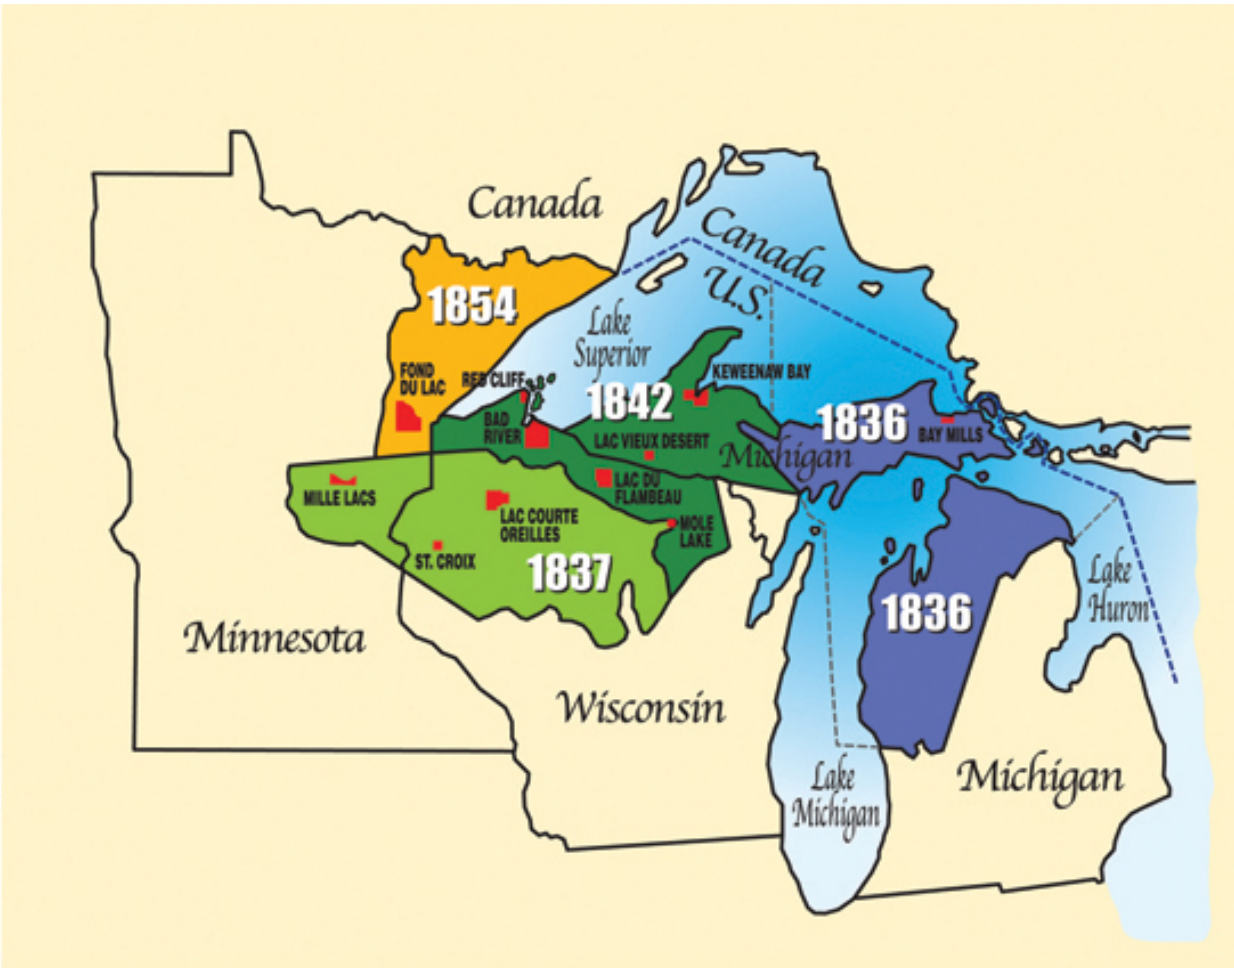 Canada
Canada
U.S.
1854
Lake
Superior
FOND
DU LAC
RED CLIFF
KEWEENAW BAY
1842
1836
BAD
RIVER
LAC VIEUX DESERT
BAY MILLS
Michigan
MILLE LACS
LAC DU
FLAMBEAU
LAC COURTE
OREILLES
MOLE
LAKE
ST. CROIX
1837
1836
Lake
Huron
Minnesota
Wisconsin
Lake
Michigan
Michigan